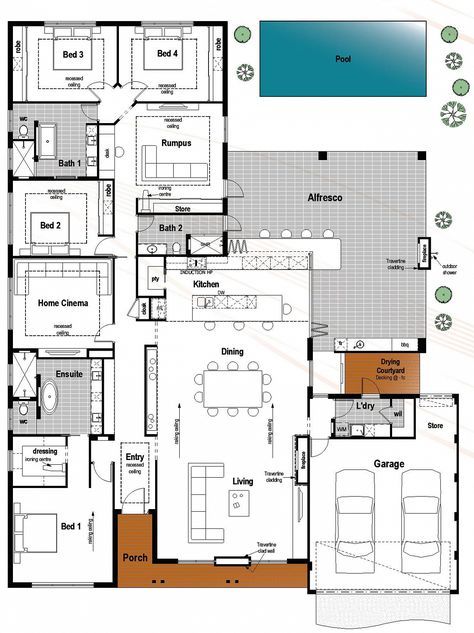 robe
Bed 3
recessed
ceiling
Bed 4
recessed
ceiling
robe
Pool
WC
Bath 1
desk
recessed
ceiling
Rumpus
ironing
centre
Store
robe
Bed 2
recessed
ceiling
Bath 2
Alfresco
Travertine
cladding
fireplace
outdoor
shower
INDUCTION HP
pty
Kitchen
DW
cloak
Home Cinema
recessed
ceiling
fr
bbq
Drying
Courtyard
Decking @ - fs
Ensuite
WC
Dining
raking ceiling
raking ceiling
L'dry
WM
wil
Store
dressing
ironing centre
Entry
recessed
ceiling
Garage
fireplace
Travertine
cladding
Living
Bed 1
raking ceiling
Porch
Travertine
clad wall